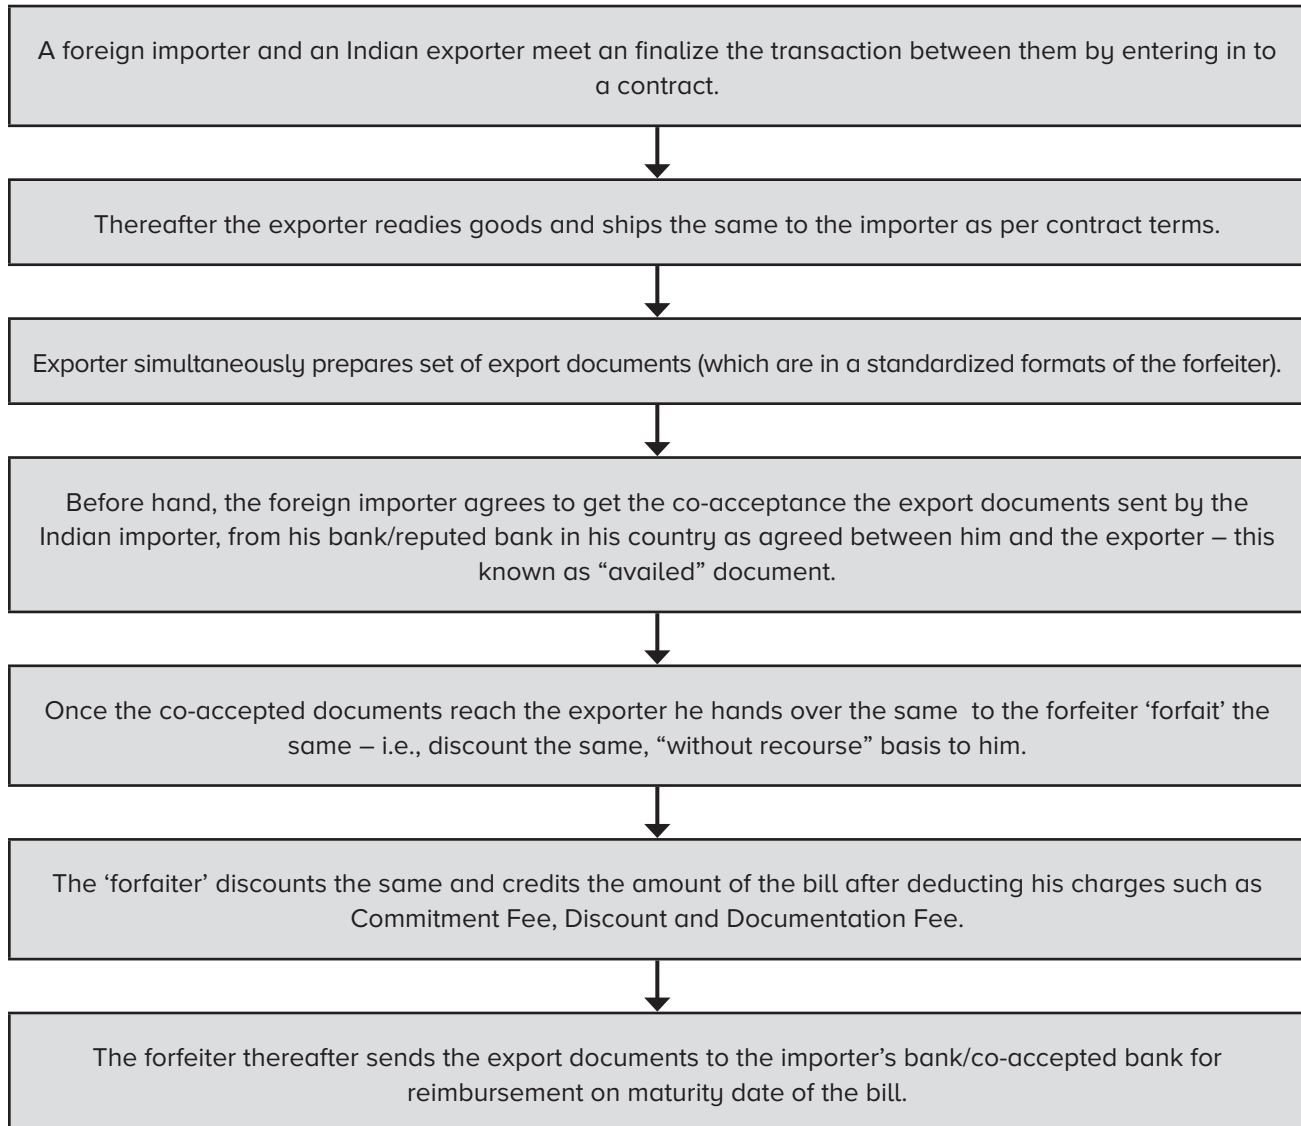 A foreign importer and an Indian exporter meet an finalize the transaction between them by entering in to
a contract.
Thereafter the exporter readies goods and ships the same to the importer as per contract terms.
Exporter simultaneously prepares set of export documents (which are in a standardized formats of the forfeiter).
Before hand, the foreign importer agrees to get the co-acceptance the export documents sent by the
Indian importer, from his bank/reputed bank in his country as agreed between him and the exporter – this
known as “availed” document.
Once the co-accepted documents reach the exporter he hands over the same to the forfeiter ‘forfait’ the
same – i.e., discount the same, “without recourse” basis to him.
The ‘forfaiter’ discounts the same and credits the amount of the bill after deducting his charges such as
Commitment Fee, Discount and Documentation Fee.
The forfeiter thereafter sends the export documents to the importer’s bank/co-accepted bank for
reimbursement on maturity date of the bill.